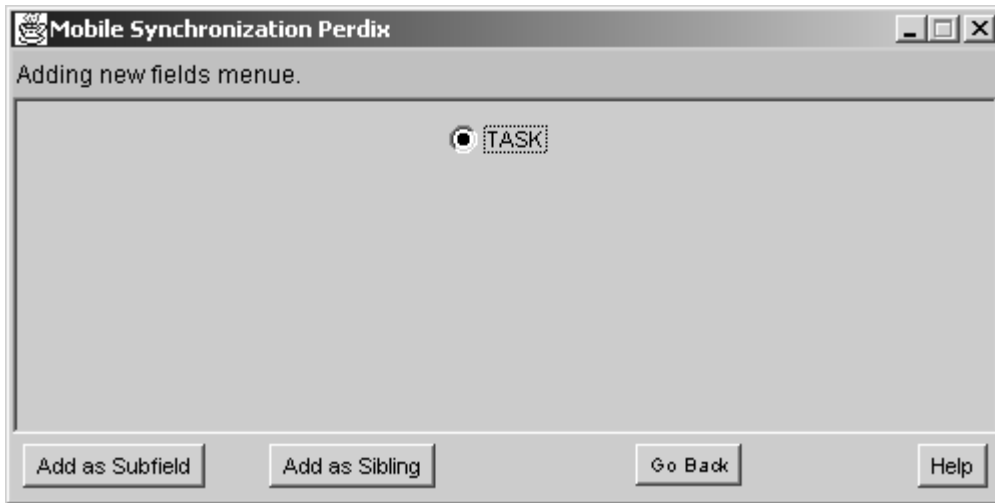 Mobile Synchronization Perdix
Adding new fields menue.
TASK
Add as Subfield Add as Sibling Go Back Help